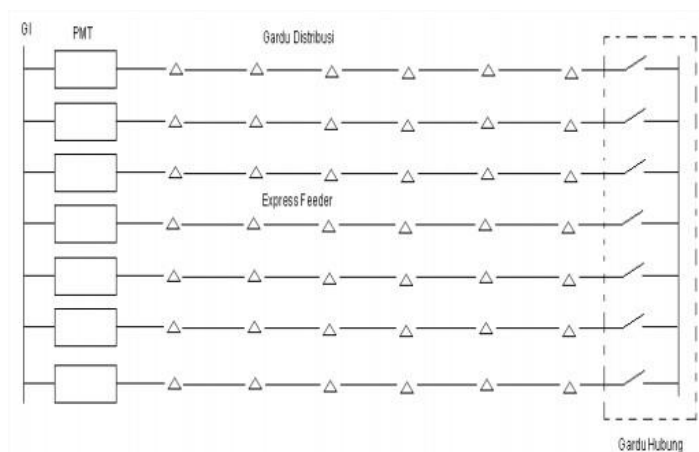 GI
PMT
Gardu Distribusi
Express Feeder
Gardu Hubung